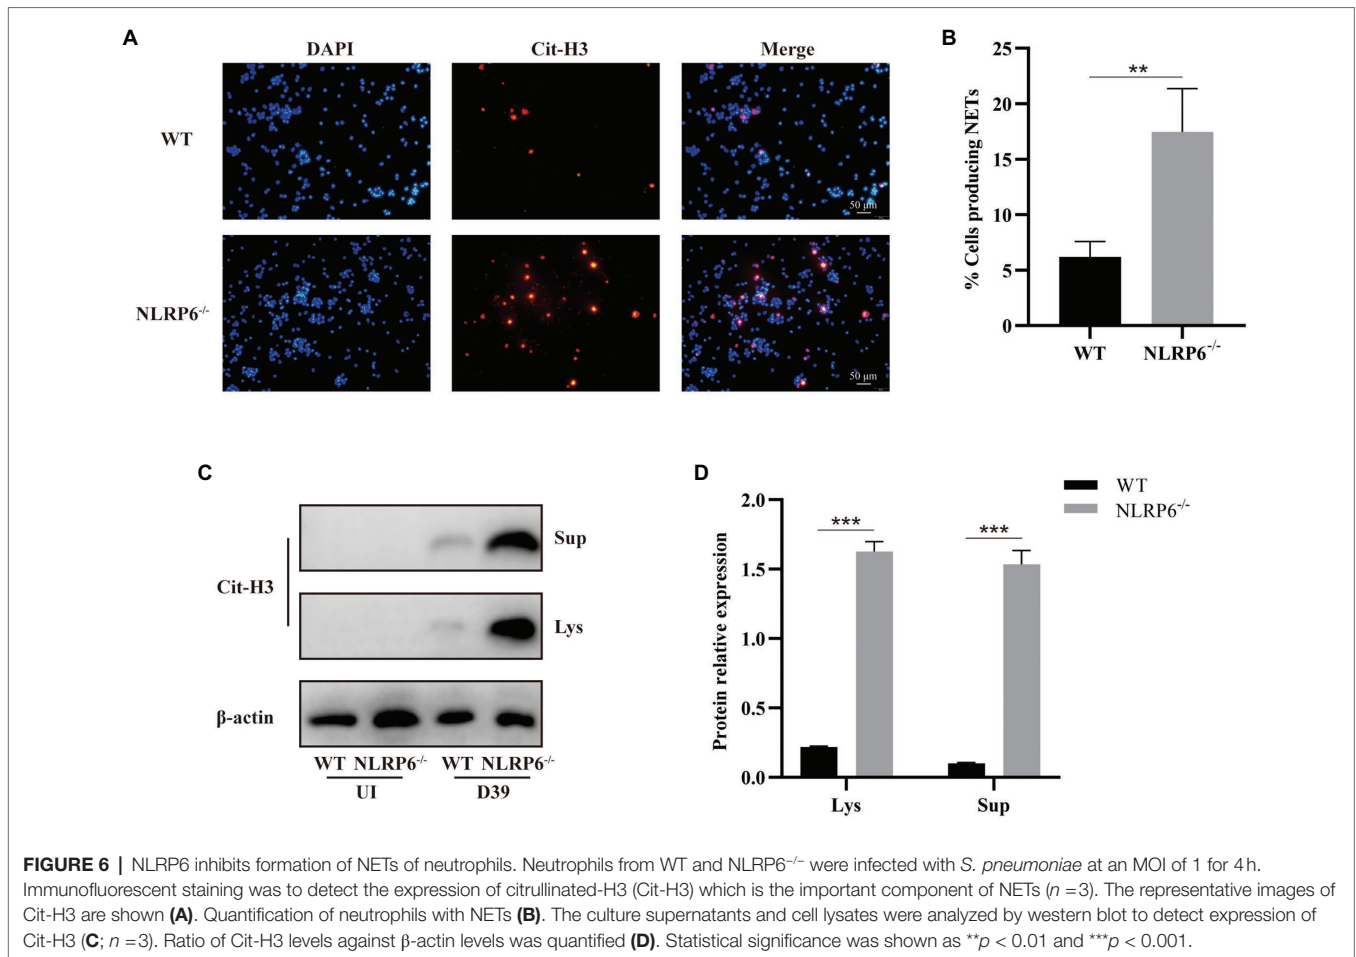 A
DAPI Cit-H3 Merge
WT
50 μm
NLRP6-/-
50 μm
B
**
% Cells producing NETs
25
20
15
10
5
0
WT NLRP6-/-
C
Cit-H3
Sup
Lys
β-actin
WT NLRP6-/- WT NLRP6-/-
UI D39
D
WT
NLRP6-/-
Protein relative expression
2.0
1.5
1.0
0.5
0.0
*** ***
Lys Sup
FIGURE 6 | NLRP6 inhibits formation of NETs of neutrophils. Neutrophils from WT and NLRP6−/− were infected with S. pneumoniae at an MOI of 1 for 4 h.
Immunofluorescent staining was to detect the expression of citrullinated-H3 (Cit-H3) which is the important component of NETs (n = 3). The representative images of
Cit-H3 are shown (A). Quantification of neutrophils with NETs (B). The culture supernatants and cell lysates were analyzed by western blot to detect expression of
Cit-H3 (C; n = 3). Ratio of Cit-H3 levels against β-actin levels was quantified (D). Statistical significance was shown as **p < 0.01 and ***p < 0.001.